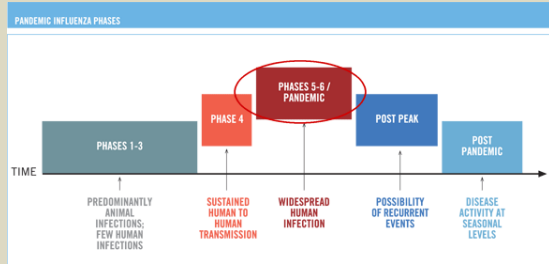 PANDEMIC INFLUENZA PHASES
PHASES 5-6 /
PANDEMIC
PHASE 4
POST PEAK
PHASES 1-3
POST
PANDEMIC
TIME
PREDOMINANTLY
ANIMAL
INFECTIONS;
FEW HUMAN
INFECTIONS
SUSTAINED
HUMAN TO
HUMAN
TRANSMISSION
WIDESPREAD
HUMAN
INFECTION
POSSIBILITY
OF RECURRENT
EVENTS
DISEASE
ACTIVITY AT
SEASONAL
LEVELS